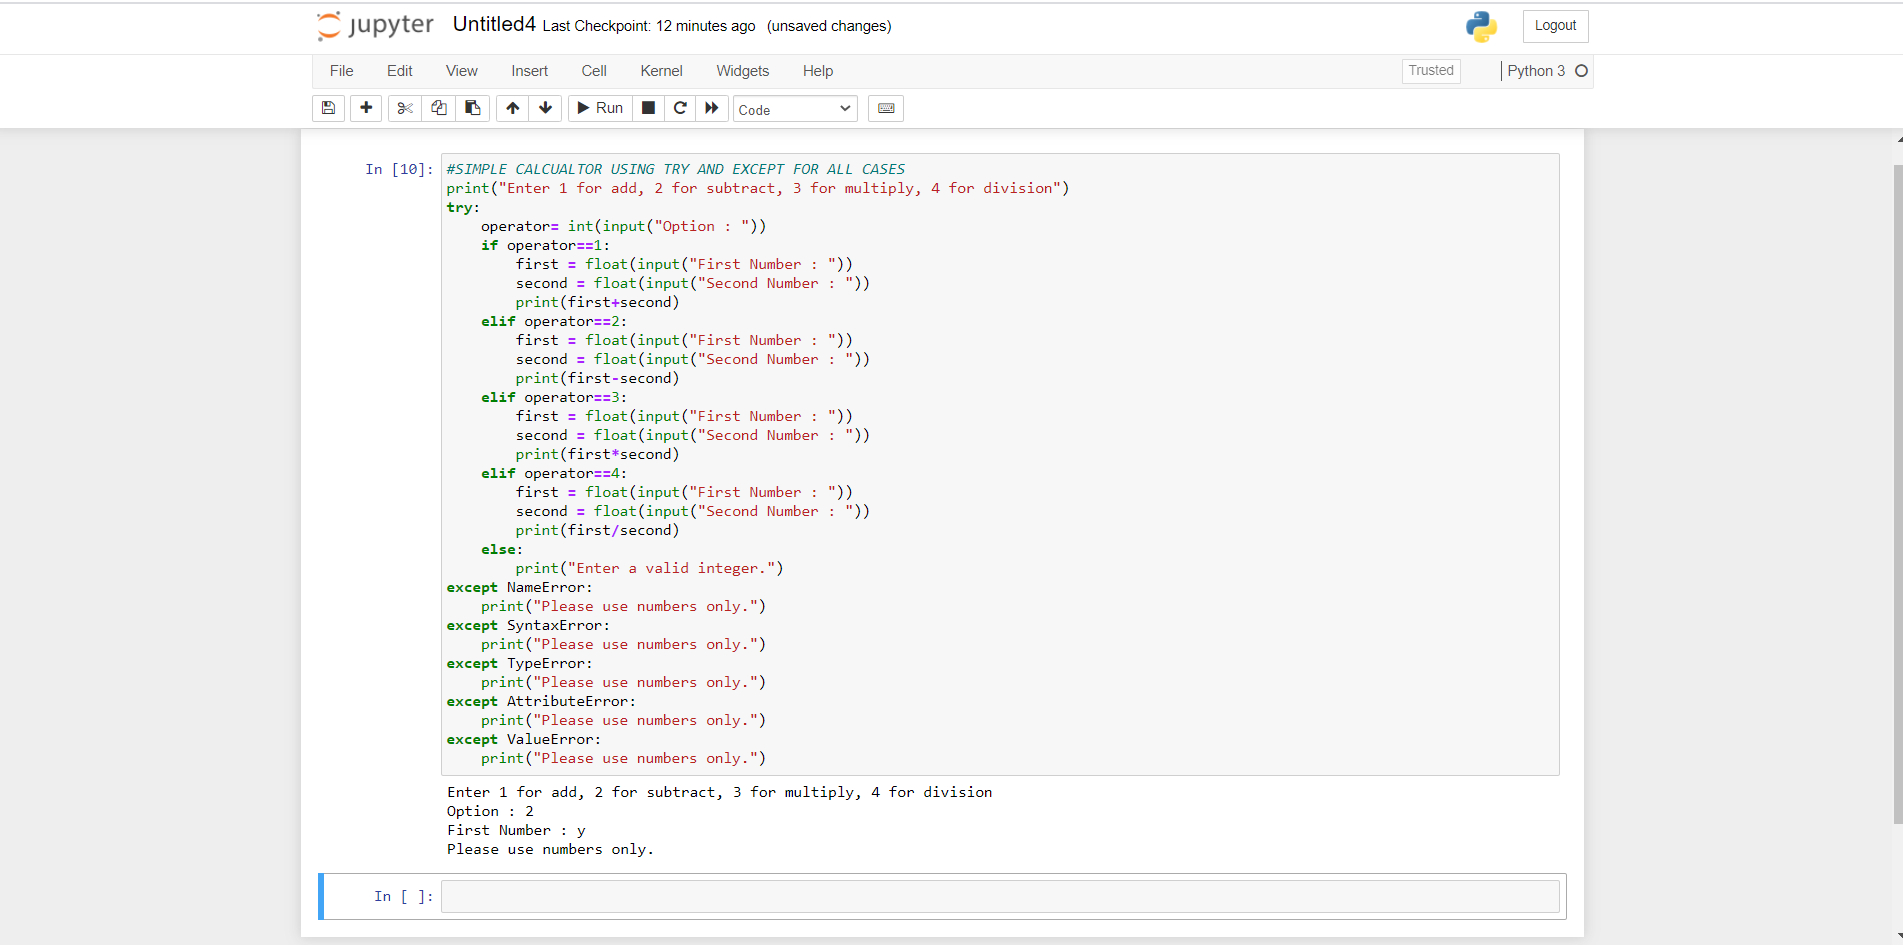 jupyter Untitled4 Last Checkpoint: 12 minutes ago (unsaved changes) Logout
File Edit View Insert Cell Kernel Widgets Help Trusted Python 3
Run Code
In [10]: #SIMPLE CALCUALTOR USING TRY AND EXCEPT FOR ALL CASES
print("Enter 1 for add, 2 for subtract, 3 for multiply, 4 for division")
try:
    operator= int(input("Option : "))
    if operator==1:
        first = float(input("First Number : "))
        second = float(input("Second Number : "))
        print(first+second)
    elif operator==2:
        first = float(input("First Number : "))
        second = float(input("Second Number : "))
        print(first-second)
    elif operator==3:
        first = float(input("First Number : "))
        second = float(input("Second Number : "))
        print(first*second)
    elif operator==4:
        first = float(input("First Number : "))
        second = float(input("Second Number : "))
        print(first/second)
    else:
        print("Enter a valid integer.")
except NameError:
    print("Please use numbers only.")
except SyntaxError:
    print("Please use numbers only.")
except TypeError:
    print("Please use numbers only.")
except AttributeError:
    print("Please use numbers only.")
except ValueError:
    print("Please use numbers only.")
Enter 1 for add, 2 for subtract, 3 for multiply, 4 for division
Option : 2
First Number : y
Please use numbers only.
In [ ]: